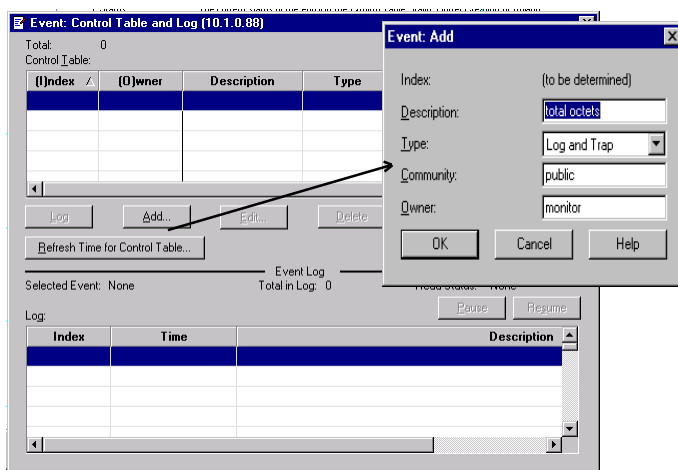 Event: Control Table and Log (10.1.0.88)
Total: 0
Control Table:
(I)ndex (O)wner Description Type
Log Add... Edit... Delete
Refresh Time for Control Table...
Event Log
Selected Event: None Total in Log: 0 None
Pause Resume
Log:
Index Time Description
Event: Add
Index: (to be determined)
Description: total octets
Type: Log and Trap
Community: public
Owner: monitor
OK Cancel Help